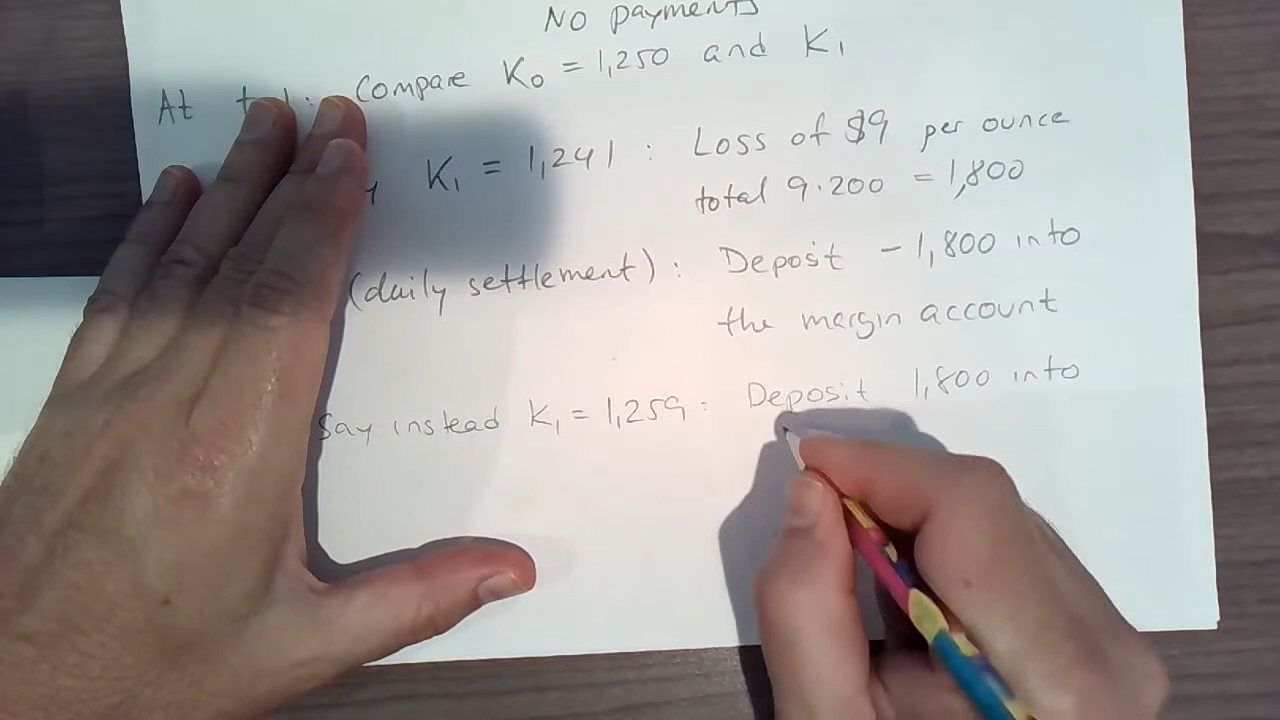 No payments
At t=1: Compare K₀ = 1,250 and K₁
K₁ = 1,241 : Loss of $9 per ounce
total 9·200 = 1,800
(daily settlement) : Deposit - 1,800 into
the margin account
Say instead K₁ = 1,259 : Deposit 1,800 into